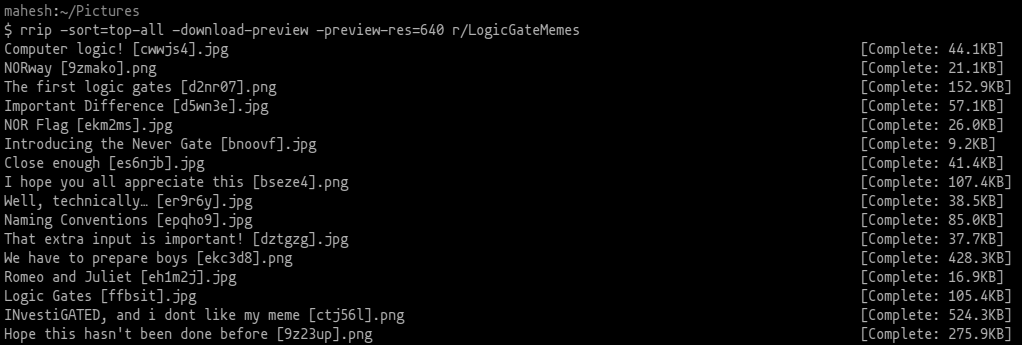 mahesh:~/Pictures
$ rrip -sort=top-all -download-preview -preview-res=640 r/LogicGateMemes
Computer logic! [cwwjs4].jpg [Complete: 44.1KB]
NORway [9zmako].png [Complete: 21.1KB]
The first logic gates [d2nr07].png [Complete: 152.9KB]
Important Difference [d5wn3e].jpg [Complete: 57.1KB]
NOR Flag [ekm2ms].jpg [Complete: 26.0KB]
Introducing the Never Gate [bnoovf].jpg [Complete: 9.2KB]
Close enough [es6njb].jpg [Complete: 41.4KB]
I hope you all appreciate this [bseze4].png [Complete: 107.4KB]
Well, technically… [er9r6y].jpg [Complete: 38.5KB]
Naming Conventions [epqho9].jpg [Complete: 85.0KB]
That extra input is important! [dztgzg].jpg [Complete: 37.7KB]
We have to prepare boys [ekc3d8].png [Complete: 428.3KB]
Romeo and Juliet [eh1m2j].jpg [Complete: 16.9KB]
Logic Gates [ffbsit].jpg [Complete: 105.4KB]
INvestiGATED, and i dont like my meme [ctj56l].png [Complete: 524.3KB]
Hope this hasn't been done before [9z23up].png [Complete: 275.9KB]